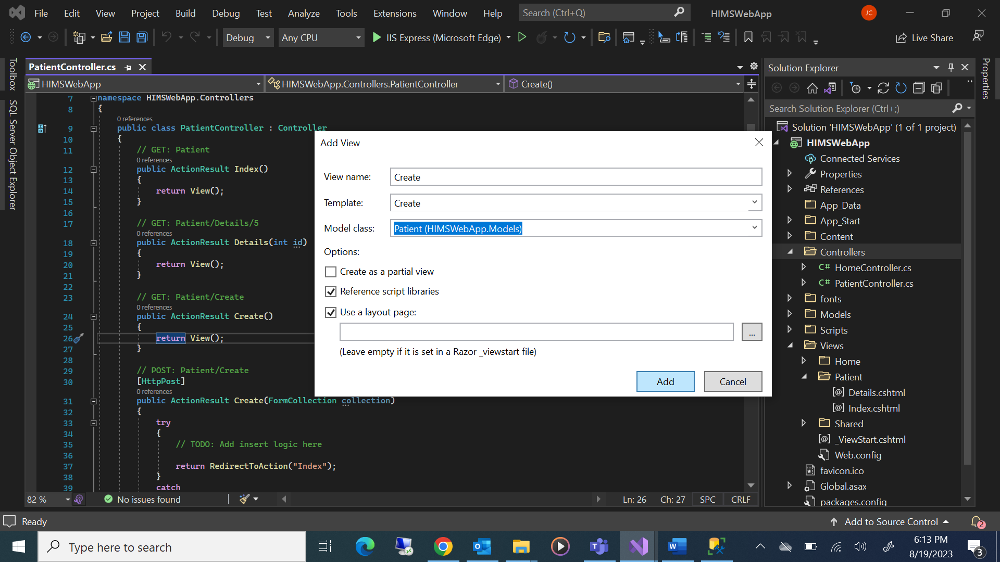 File Edit View Project Build Debug Test Analyze Tools Extensions Window Help Search (Ctrl+Q) HIMSWebApp JC
Debug Any CPU IIS Express (Microsoft Edge) Live Share
Toolbox
SQL Server Object Explorer
PatientController.cs
HIMSWebApp HIMSWebApp.Controllers.PatientController Create()
7 namespace HIMSWebApp.Controllers
8 {
0 references
9 public class PatientController : Controller
10 {
11 // GET: Patient
0 references
12 public ActionResult Index()
13 {
14 return View();
15 }
16
17 // GET: Patient/Details/5
0 references
18 public ActionResult Details(int id)
19 {
20 return View();
21 }
22
23 // GET: Patient/Create
0 references
24 public ActionResult Create()
25 {
26 return View();
27 }
28
29 // POST: Patient/Create
30 [HttpPost]
0 references
31 public ActionResult Create(FormCollection collection)
32 {
33 try
34 {
35 // TODO: Add insert logic here
36
37 return RedirectToAction("Index");
38 }
39 catch
82 % No issues found Ln: 26 Ch: 27 SPC CRLF
Add View
View name: Create
Template: Create
Model class: Patient (HIMSWebApp.Models)
Options:
Create as a partial view
Reference script libraries
Use a layout page:
...
(Leave empty if it is set in a Razor _viewstart file)
Add Cancel
Solution Explorer
Search Solution Explorer (Ctrl+;)
Solution 'HIMSWebApp' (1 of 1 project)
HIMSWebApp
Connected Services
Properties
References
App_Data
App_Start
Content
Controllers
C# HomeController.cs
C# PatientController.cs
fonts
Models
Scripts
Views
Home
Patient
[@] Details.cshtml
[@] Index.cshtml
Shared
[@] _ViewStart.cshtml
Web.config
favicon.ico
Global.asax
packages.config
Properties
Ready Add to Source Control 2
Type here to search
6:13 PM
8/19/2023
3